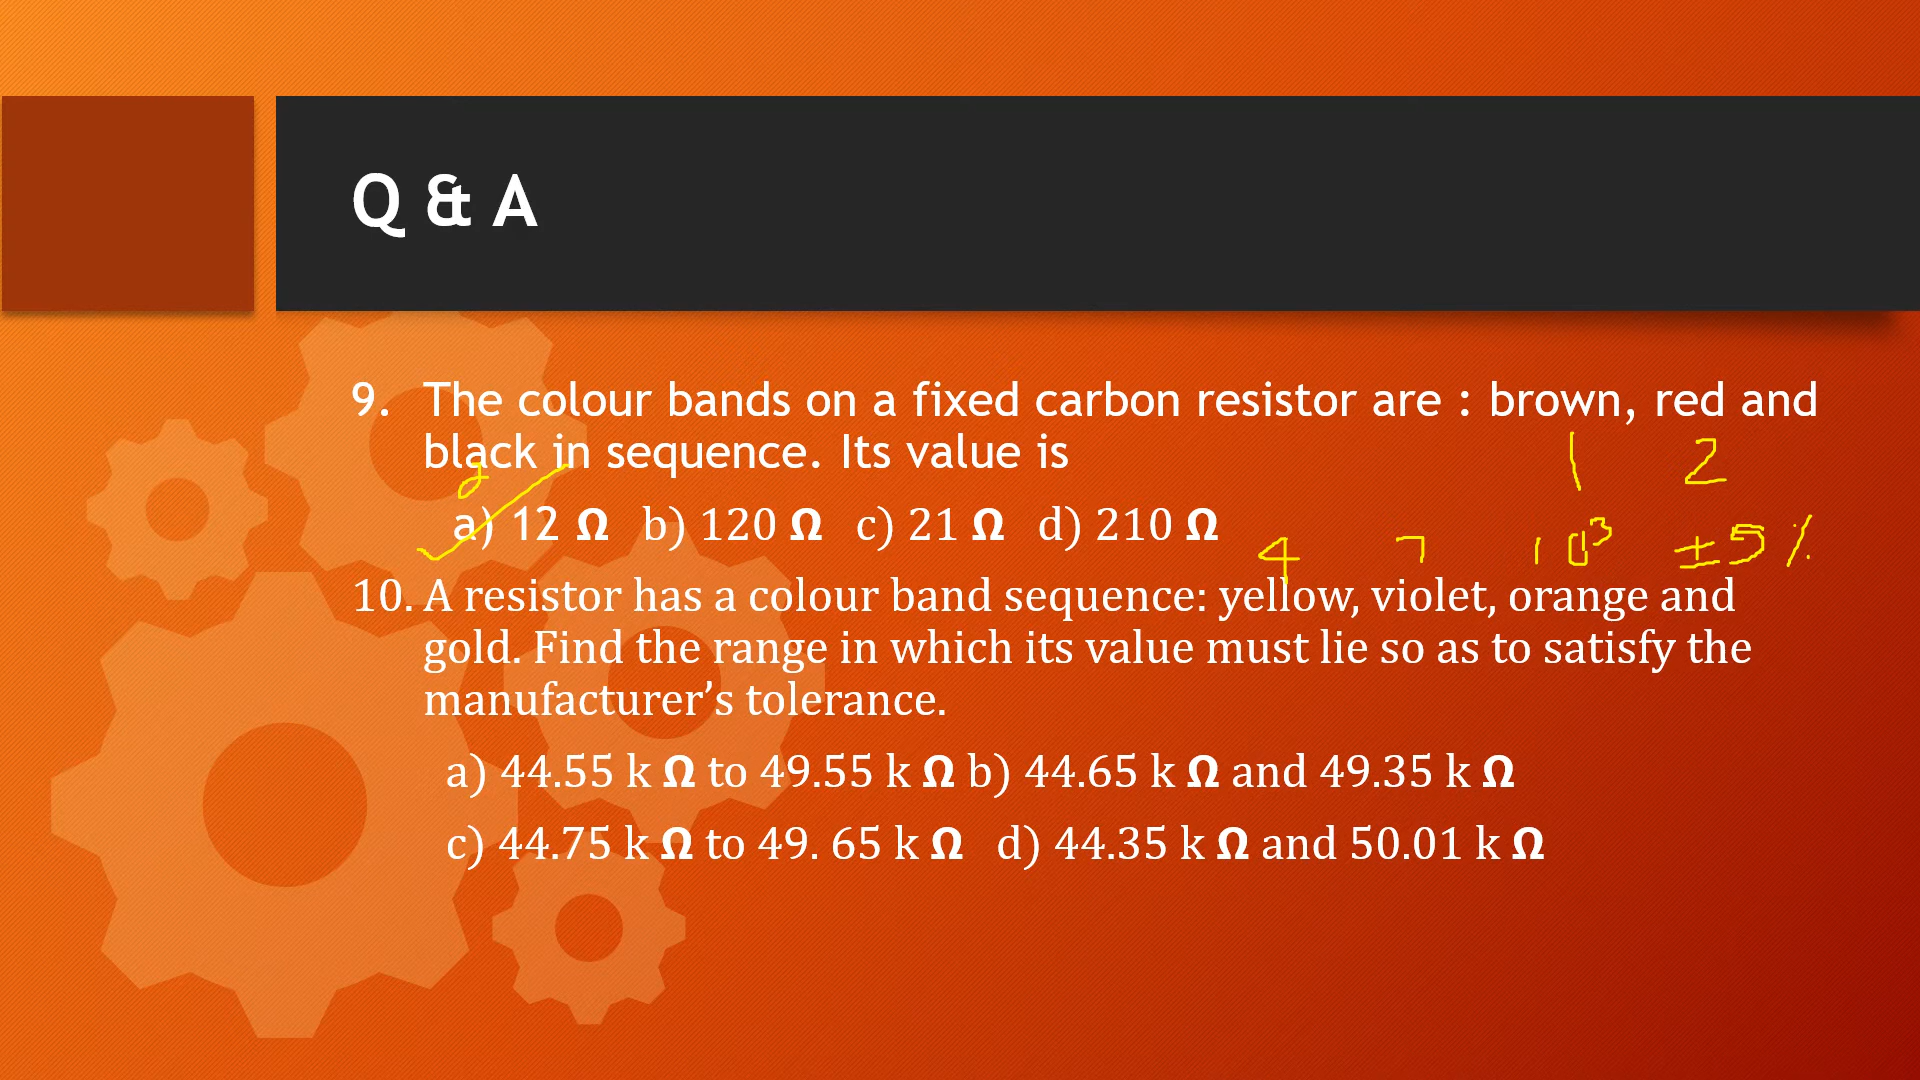 Q & A
9. The colour bands on a fixed carbon resistor are : brown, red and
black in sequence. Its value is
1 2
a) 12 Ω b) 120 Ω c) 21 Ω d) 210 Ω
4 7 10³ ±5%
10. A resistor has a colour band sequence: yellow, violet, orange and
gold. Find the range in which its value must lie so as to satisfy the
manufacturer’s tolerance.
a) 44.55 k Ω to 49.55 k Ω b) 44.65 k Ω and 49.35 k Ω
c) 44.75 k Ω to 49. 65 k Ω d) 44.35 k Ω and 50.01 k Ω